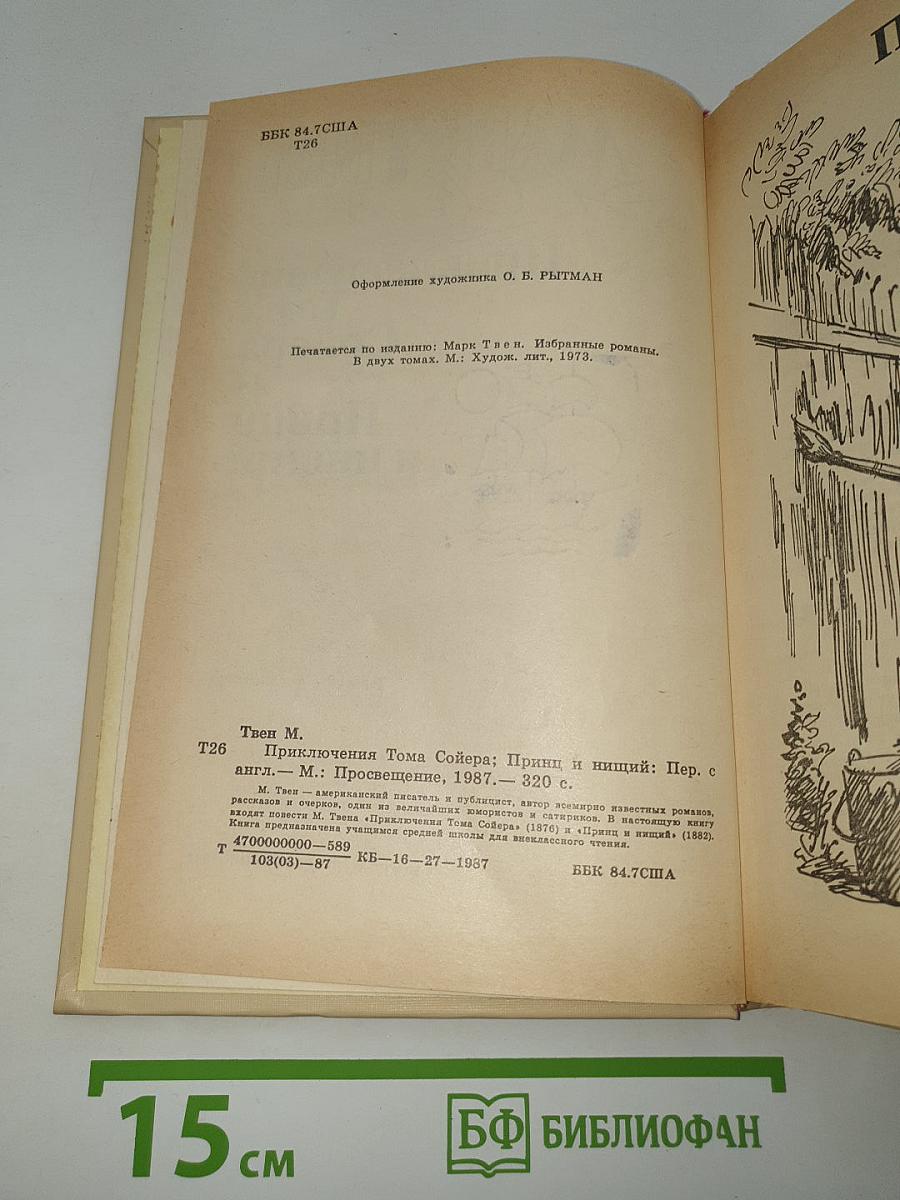 ББК 84.7США
Т26
Оформление художника О. Б. РЫТМАН
Печатается по изданию: Марк Твен. Избранные романы.
В двух томах. М.: Худож. лит., 1973.
Твен М.
Т26 Приключения Тома Сойера; Принц и нищий: Пер. с
англ.— М.: Просвещение, 1987.— 320 с.
М. Твен — американский писатель и публицист, автор всемирно известных романов,
рассказов и очерков, один из величайших юмористов и сатириков. В настоящую книгу
входят повести М. Твена «Приключения Тома Сойера» (1876) и «Принц и нищий» (1882).
Книга предназначена учащимся средней школы для внеклассного чтения.
Т 4700000000—589
103(03)—87 КБ—16—27—1987
ББК 84.7США
15 см
БФ БИБЛИОФАН